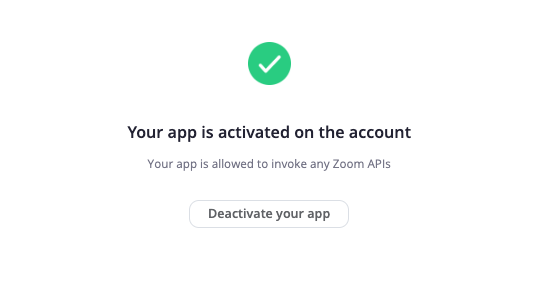 Your app is activated on the account
Your app is allowed to invoke any Zoom APIs
Deactivate your app